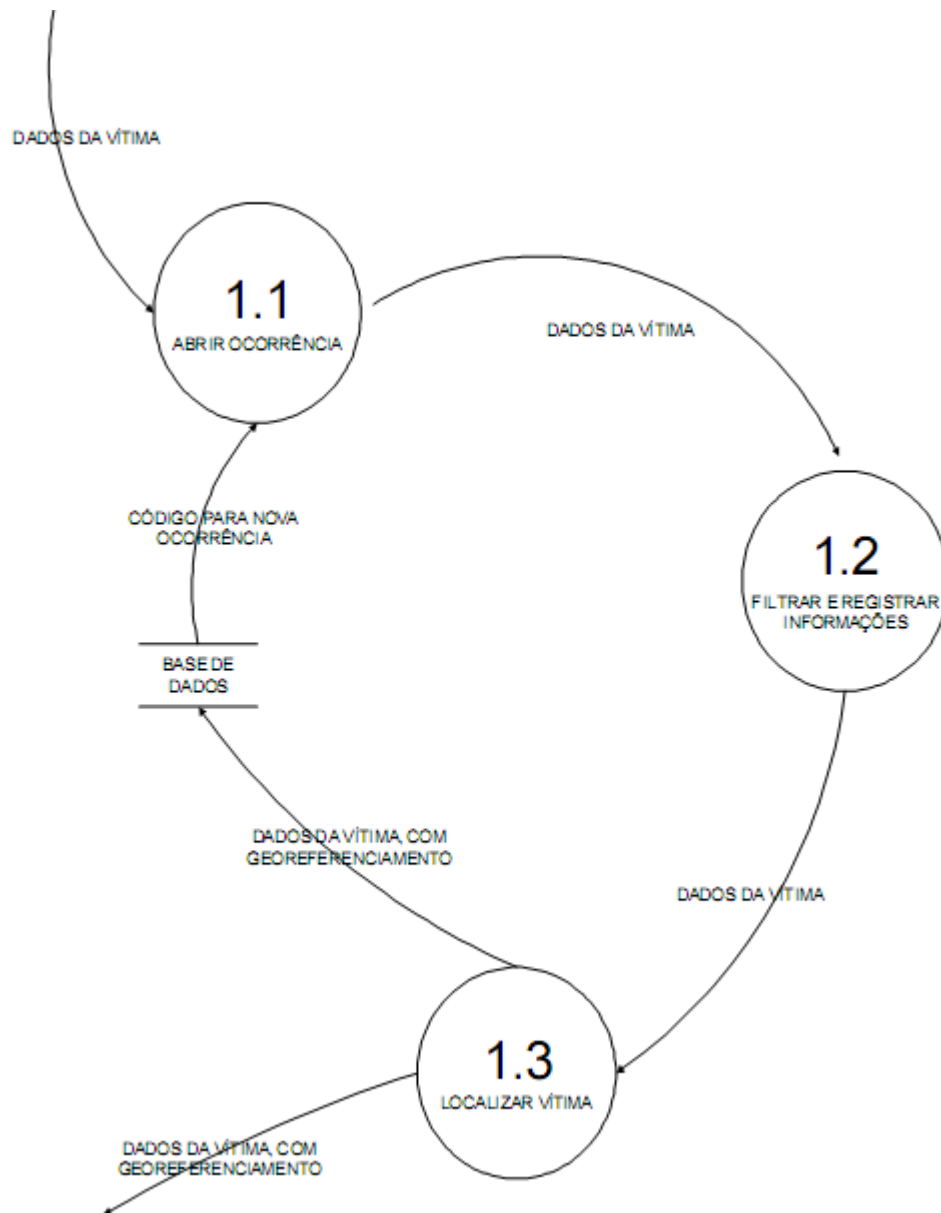 DADOS DA VÍTIMA
1.1
ABRIR OCORRÊNCIA
DADOS DA VÍTIMA
CÓDIGO PARA NOVA
OCORRÊNCIA
1.2
FILTRAR E REGISTRAR
INFORMAÇÕES
BASE DE
DADOS
DADOS DA VÍTIMA, COM
GEOREFERENCIAMENTO
DADOS DA VÍTIMA
1.3
LOCALIZAR VÍTIMA
DADOS DA VÍTIMA, COM
GEOREFERENCIAMENTO